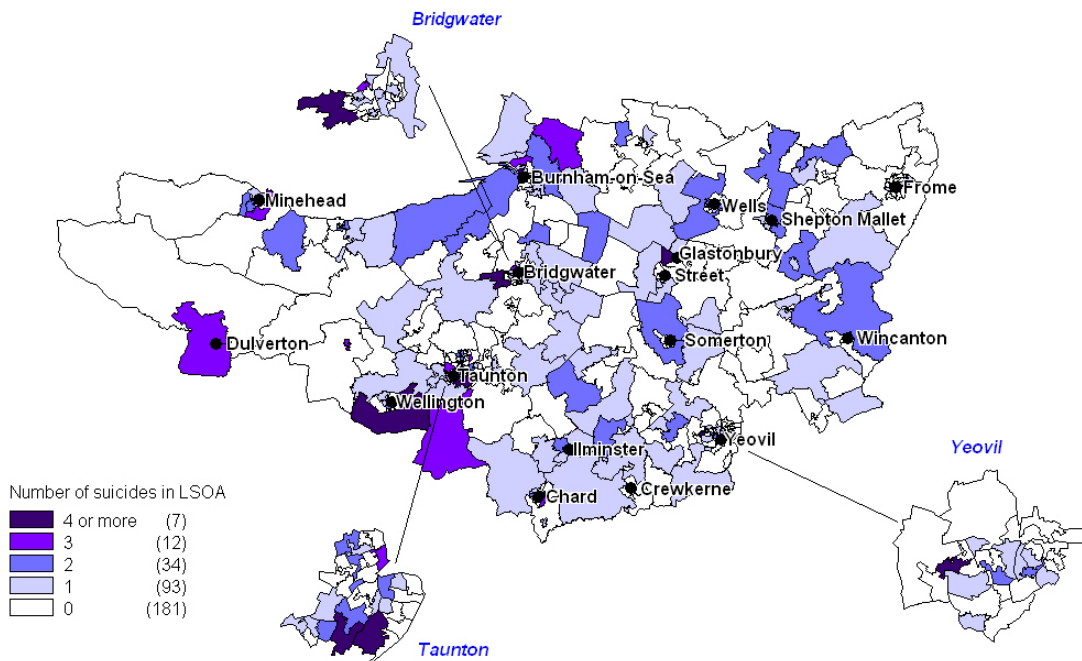 Bridgwater
Burnham-on-Sea
Minehead
Wells
Frome
Shepton Mallet
Glastonbury
Street
Bridgwater
Dulverton
Somerton
Wincanton
Taunton
Wellington
Yeovil
Ilminster
Yeovil
Chard
Crewkerne
Number of suicides in LSOA
4 or more (7)
3 (12)
2 (34)
1 (93)
0 (181)
Taunton